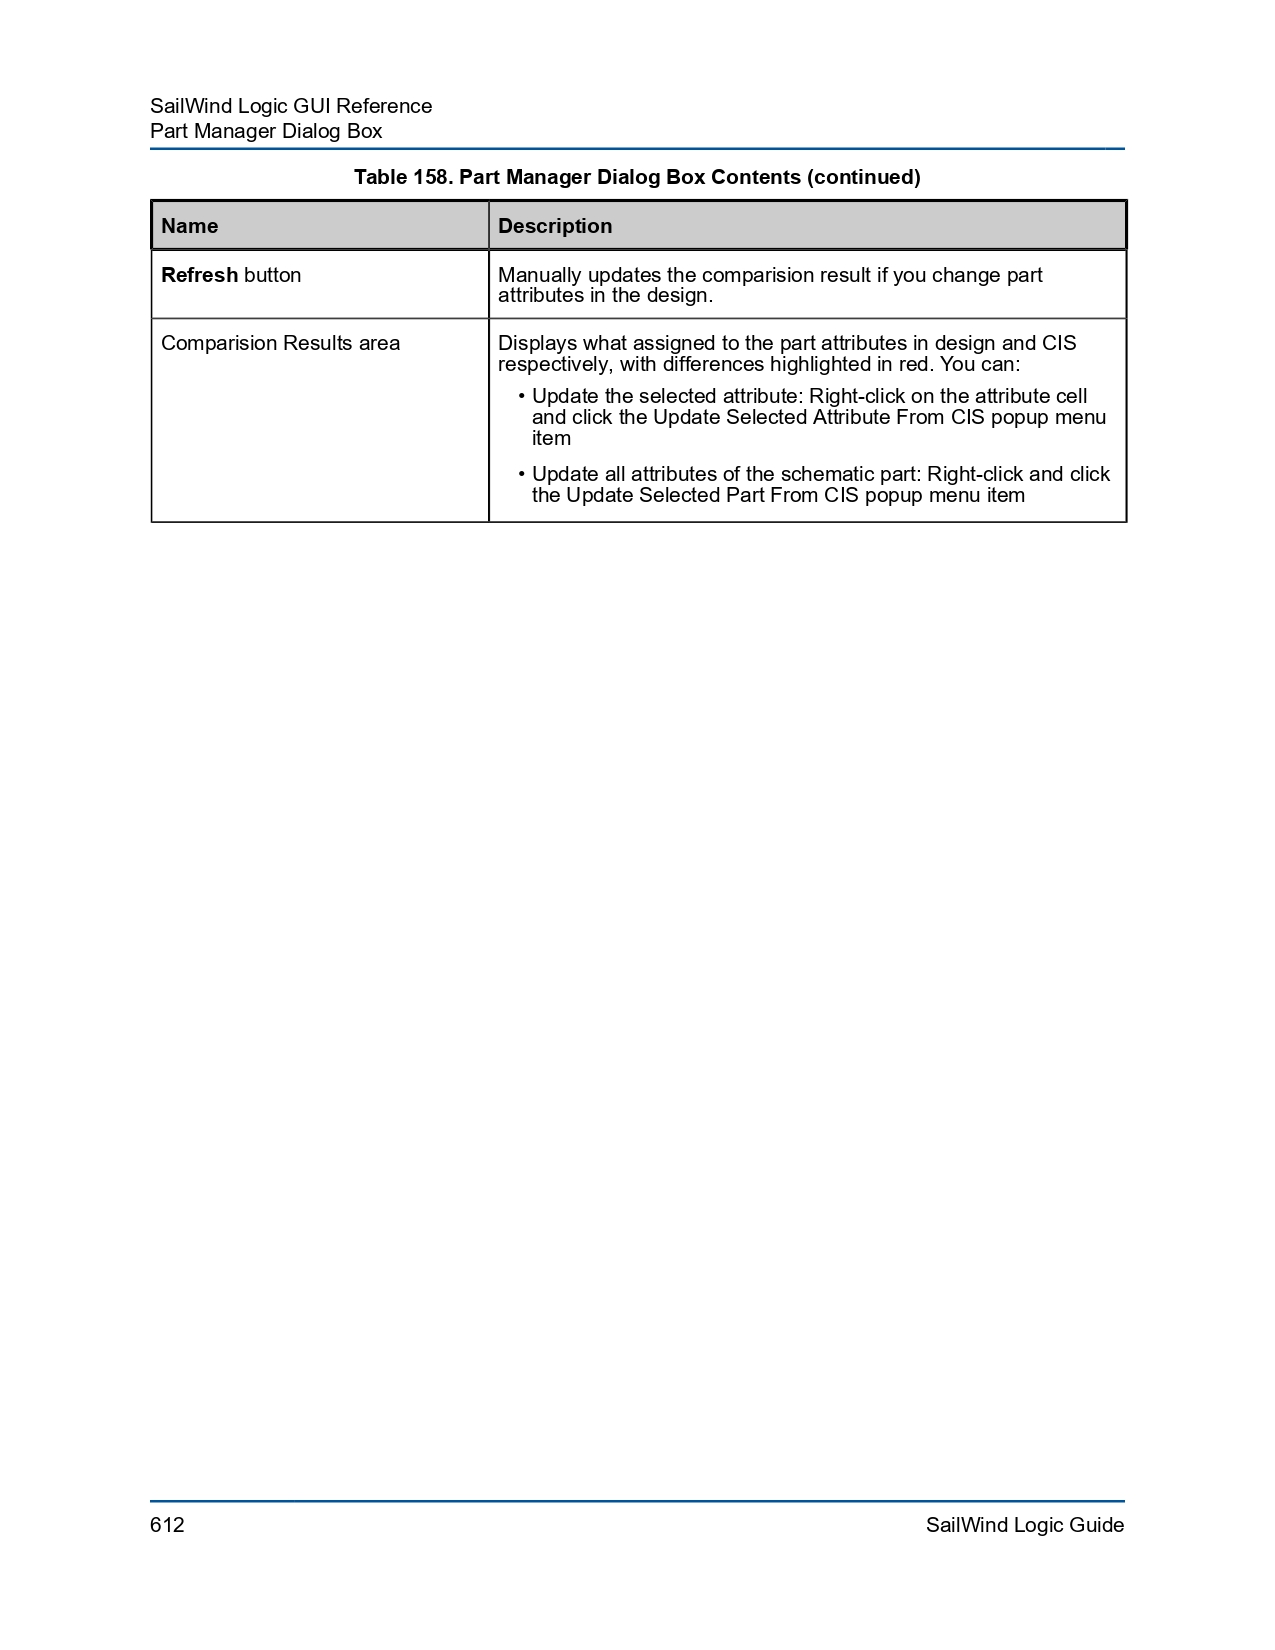 SailWind Logic GUI Reference
Part Manager Dialog Box
Table 158. Part Manager Dialog Box Contents (continued)
Name
Description
Refresh button
Manually updates the comparision result if you change part
attributes in the design.
Comparision Results area
Displays what assigned to the part attributes in design and CIS
respectively, with differences highlighted in red. You can:
• Update the selected attribute: Right-click on the attribute cell
and click the Update Selected Attribute From CIS popup menu
item
• Update all attributes of the schematic part: Right-click and click
the Update Selected Part From CIS popup menu item
612
SailWind Logic Guide